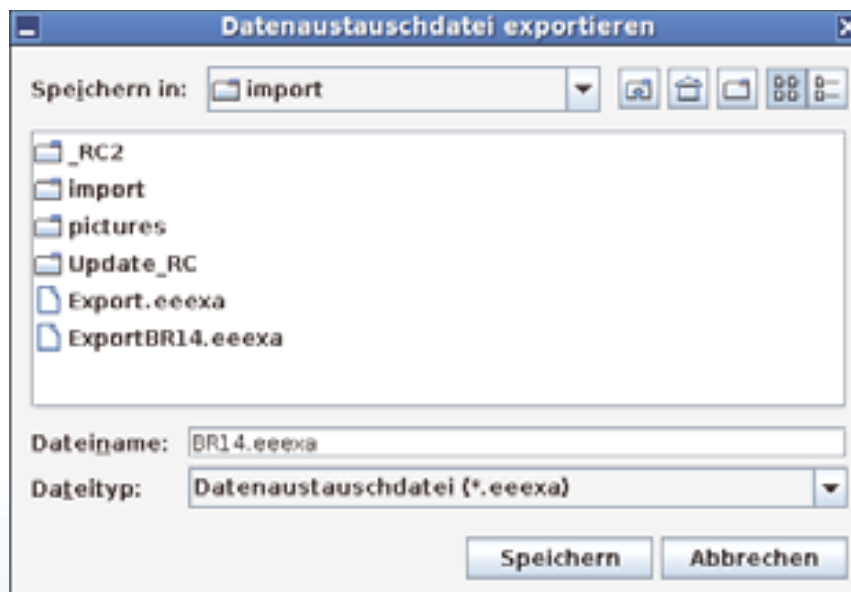 Datenaustauschdatei exportieren
Speichern in: import
_RC2
import
pictures
Update_RC
Export.eeexa
ExportBR14.eeexa
Dateiname: BR14.eeexa
Dateityp: Datenaustauschdatei (*.eeexa)
Speichern Abbrechen